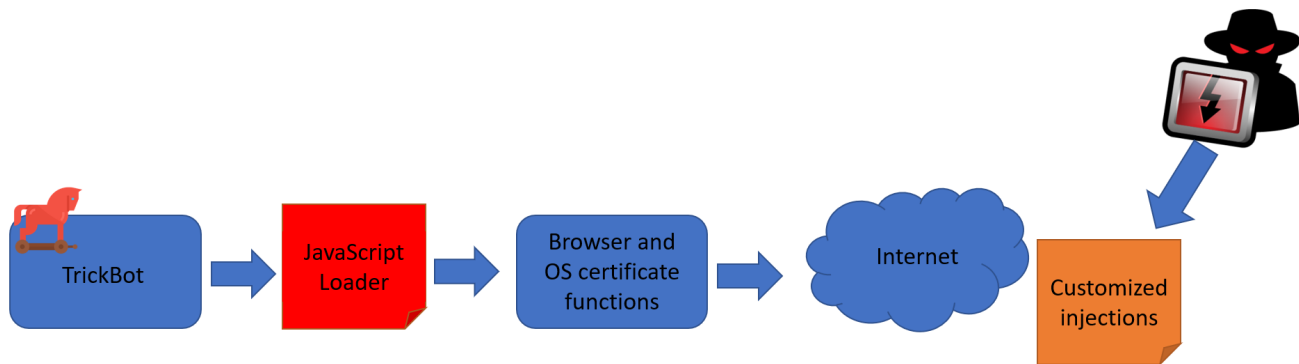 TrickBot
JavaScript
Loader
Browser and
OS certificate
functions
Internet
Customized
injections